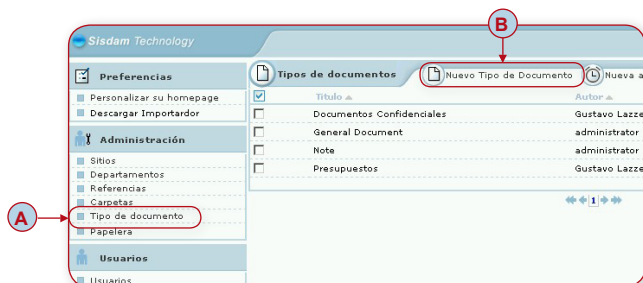 B
Sisdam Technology
Preferencias
Personalizar su homepage
Descargar Importardor
Administración
Sitios
Departamentos
Referencias
Carpetas
Tipo de documento
Papelera
Usuarios
Usuarios
A
Tipos de documentos
Nuevo Tipo de Documento
Nueva a
Titulo Autor
Documentos Confidenciales Gustavo Lazze
General Document administrator
Note administrator
Presupuestos Gustavo Lazze
1